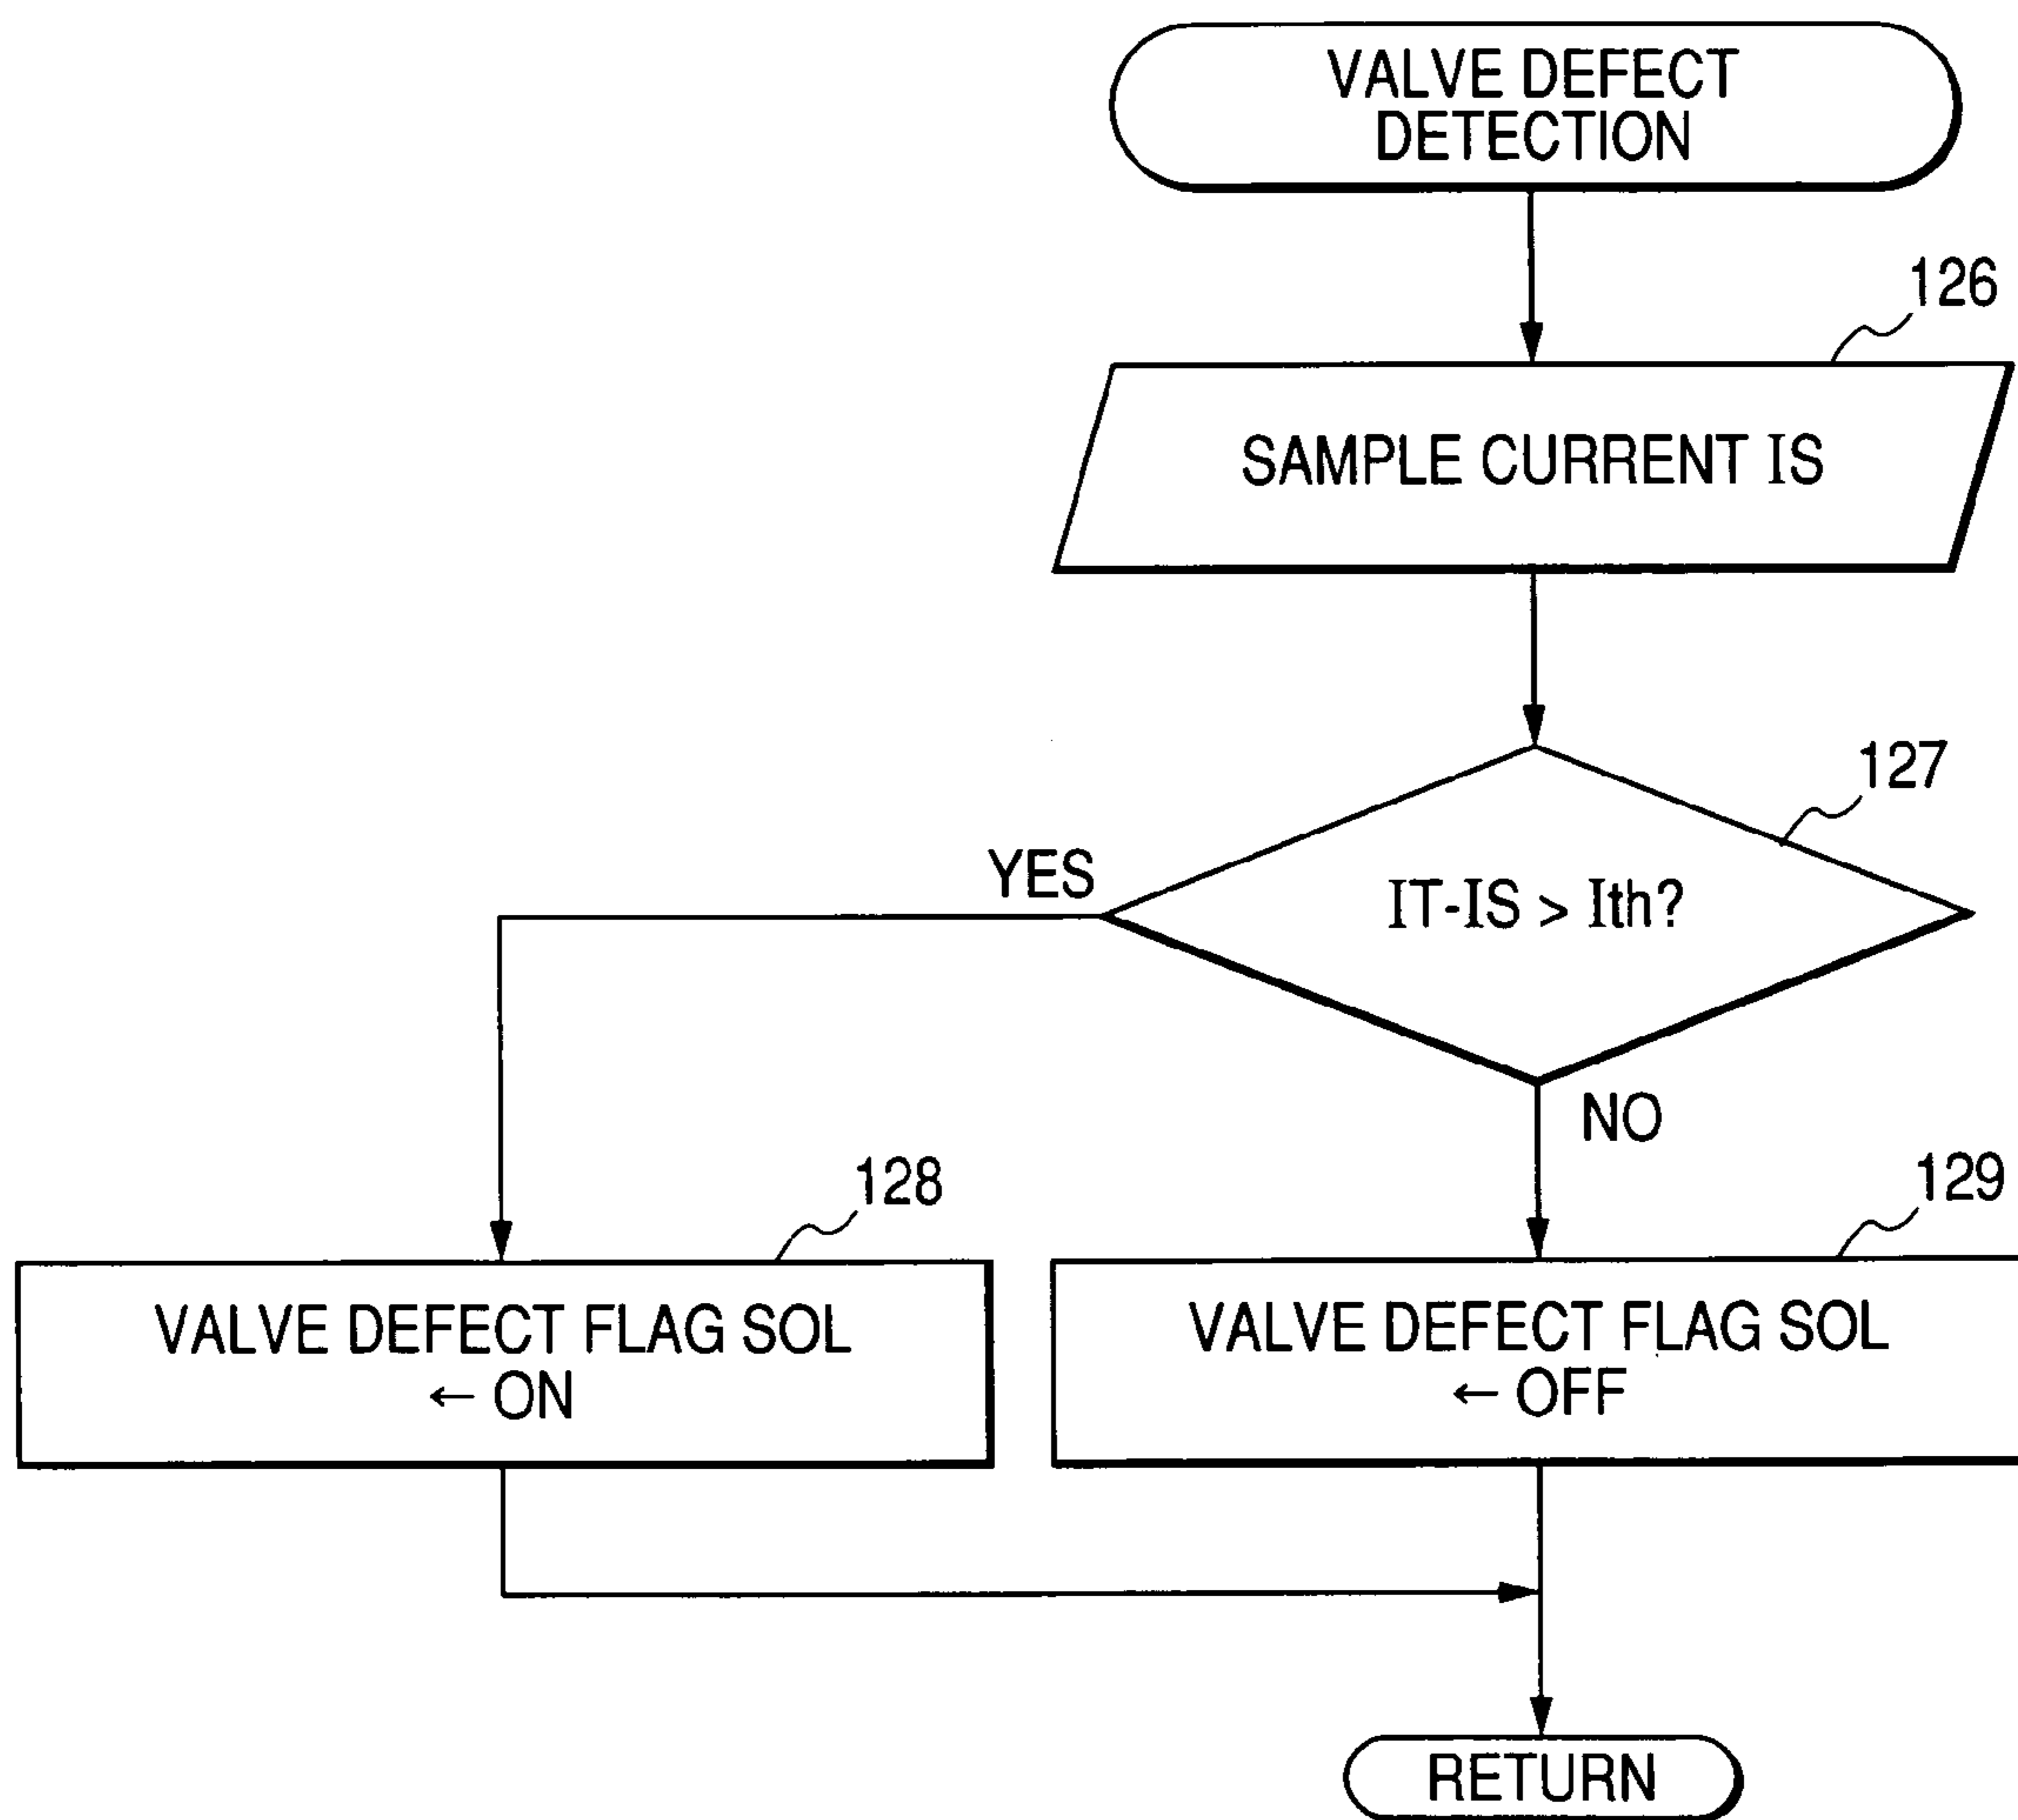 VALVE DEFECT
DETECTION
126
SAMPLE CURRENT IS
127
YES
IT-IS > Ith?
NO
128
129
VALVE DEFECT FLAG SOL
← ON
VALVE DEFECT FLAG SOL
← OFF
RETURN